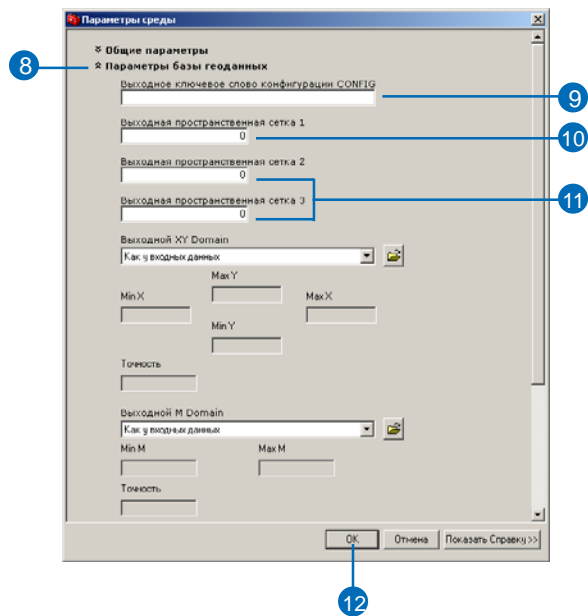 Параметры среды
Общие параметры
8
Параметры базы геоданных
Выходное ключевое слово конфигурации CONFIG
9
Выходная пространственная сетка 1
0
10
Выходная пространственная сетка 2
0
11
Выходная пространственная сетка 3
0
Выходной XY Domain
Как у входных данных
Max Y
Min X
Max X
Min Y
Точность
Выходной M Domain
Как у входных данных
Min M
Max M
Точность
OK
Отмена
Показать Справку >>
12